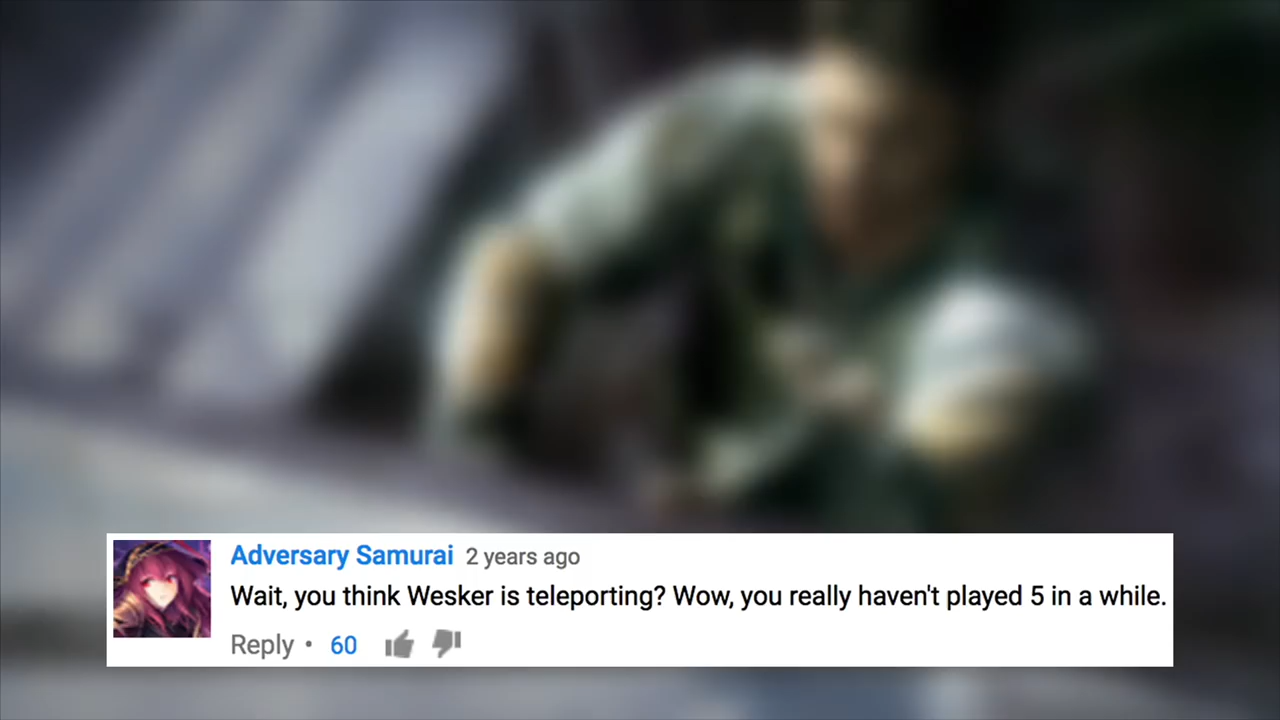 Adversary Samurai 2 years ago
Wait, you think Wesker is teleporting? Wow, you really haven't played 5 in a while.
Reply • 60